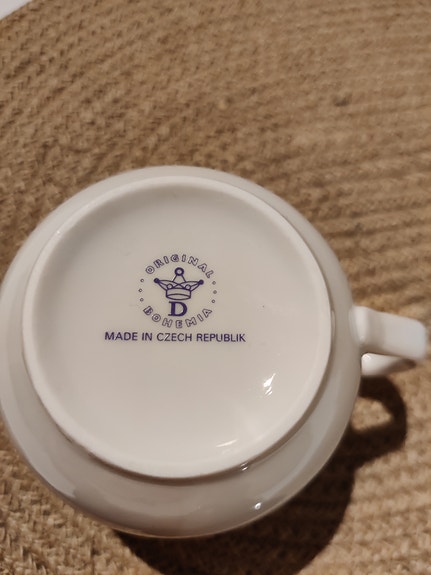 ORIGINAL
D
BOHEMIA
MADE IN CZECH REPUBLIK